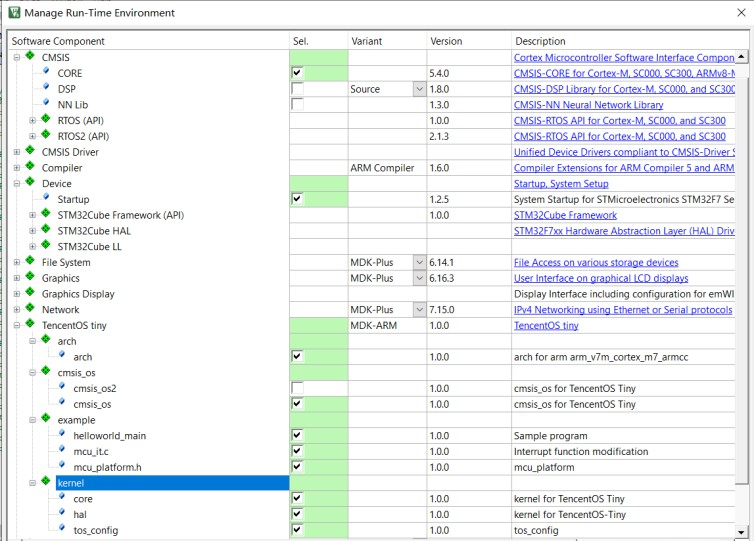 Manage Run-Time Environment
Software Component Sel. Variant Version Description
CMSIS Cortex Microcontroller Software Interface Compon
CORE 5.4.0 CMSIS-CORE for Cortex-M, SC000, SC300, ARMv8-M
DSP Source 1.8.0 CMSIS-DSP Library for Cortex-M, SC000, and SC300
NN Lib 1.3.0 CMSIS-NN Neural Network Library
RTOS (API) 1.0.0 CMSIS-RTOS API for Cortex-M, SC000, and SC300
RTOS2 (API) 2.1.3 CMSIS-RTOS API for Cortex-M, SC000, and SC300
CMSIS Driver Unified Device Drivers compliant to CMSIS-Driver S
Compiler ARM Compiler 1.6.0 Compiler Extensions for ARM Compiler 5 and ARM
Device Startup, System Setup
Startup 1.2.5 System Startup for STMicroelectronics STM32F7 Se
STM32Cube Framework (API) 1.0.0 STM32Cube Framework
STM32Cube HAL STM32F7xx Hardware Abstraction Layer (HAL) Driv
STM32Cube LL
File System MDK-Plus 6.14.1 File Access on various storage devices
Graphics MDK-Plus 6.16.3 User Interface on graphical LCD displays
Graphics Display Display Interface including configuration for emWI
Network MDK-Plus 7.15.0 IPv4 Networking using Ethernet or Serial protocols
TencentOS tiny MDK-ARM 1.0.0 TencentOS tiny
arch
arch 1.0.0 arch for arm arm_v7m_cortex_m7_armcc
cmsis_os
cmsis_os2 1.0.0 cmsis_os for TencentOS Tiny
cmsis_os 1.0.0 cmsis_os for TencentOS Tiny
example
helloworld_main 1.0.0 Sample program
mcu_it.c 1.0.0 Interrupt function modification
mcu_platform.h 1.0.0 mcu_platform
kernel
core 1.0.0 kernel for TencentOS Tiny
hal 1.0.0 kernel for TencentOS-Tiny
tos_config 1.0.0 tos_config